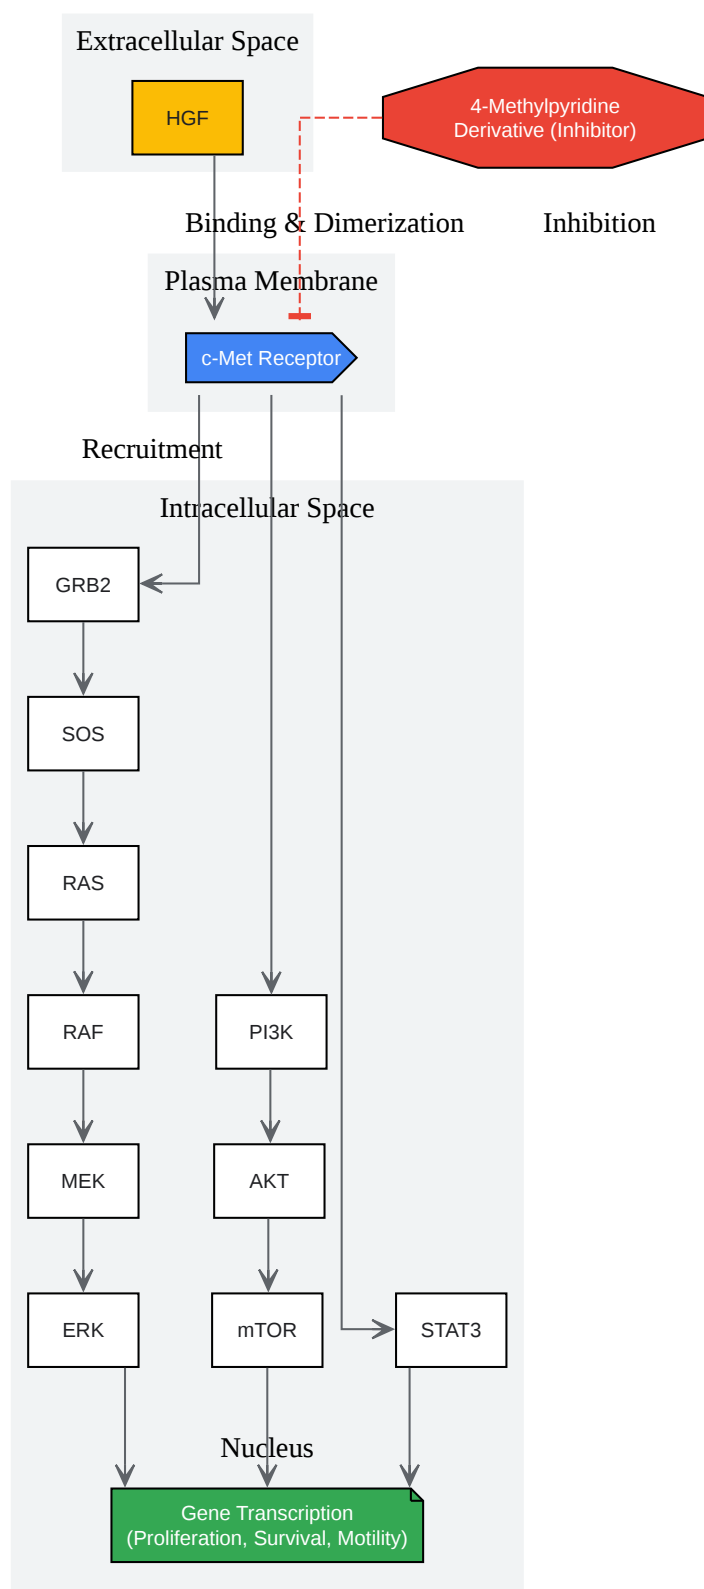 Extracellular Space
HGF
4-Methylpyridine
Derivative (Inhibitor)
Binding & Dimerization
Inhibition
Plasma Membrane
c-Met Receptor
Recruitment
Intracellular Space
GRB2
SOS
RAS
RAF
PI3K
MEK
AKT
ERK
mTOR
STAT3
Nucleus
Gene Transcription
(Proliferation, Survival, Motility)